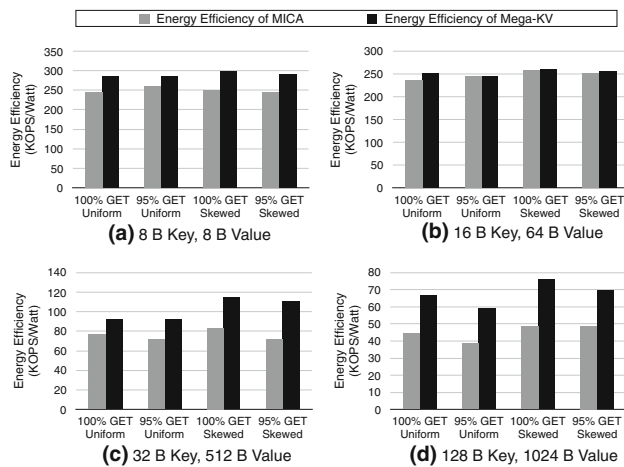 Energy Efficiency of MICA Energy Efficiency of Mega-KV
Energy Efficiency
(KOPS/Watt)
350
300
250
200
150
100
50
0
100% GET 95% GET 100% GET 95% GET
Uniform Uniform Skewed Skewed
(a) 8 B Key, 8 B Value
Energy Efficiency
(KOPS/Watt)
300
250
200
150
100
50
0
100% GET 95% GET 100% GET 95% GET
Uniform Uniform Skewed Skewed
(b) 16 B Key, 64 B Value
Energy Efficiency
(KOPS/Watt)
140
120
100
80
60
40
20
0
100% GET 95% GET 100% GET 95% GET
Uniform Uniform Skewed Skewed
(c) 32 B Key, 512 B Value
Energy Efficiency
(KOPS/Watt)
80
70
60
50
40
30
20
10
0
100% GET 95% GET 100% GET 95% GET
Uniform Uniform Skewed Skewed
(d) 128 B Key, 1024 B Value